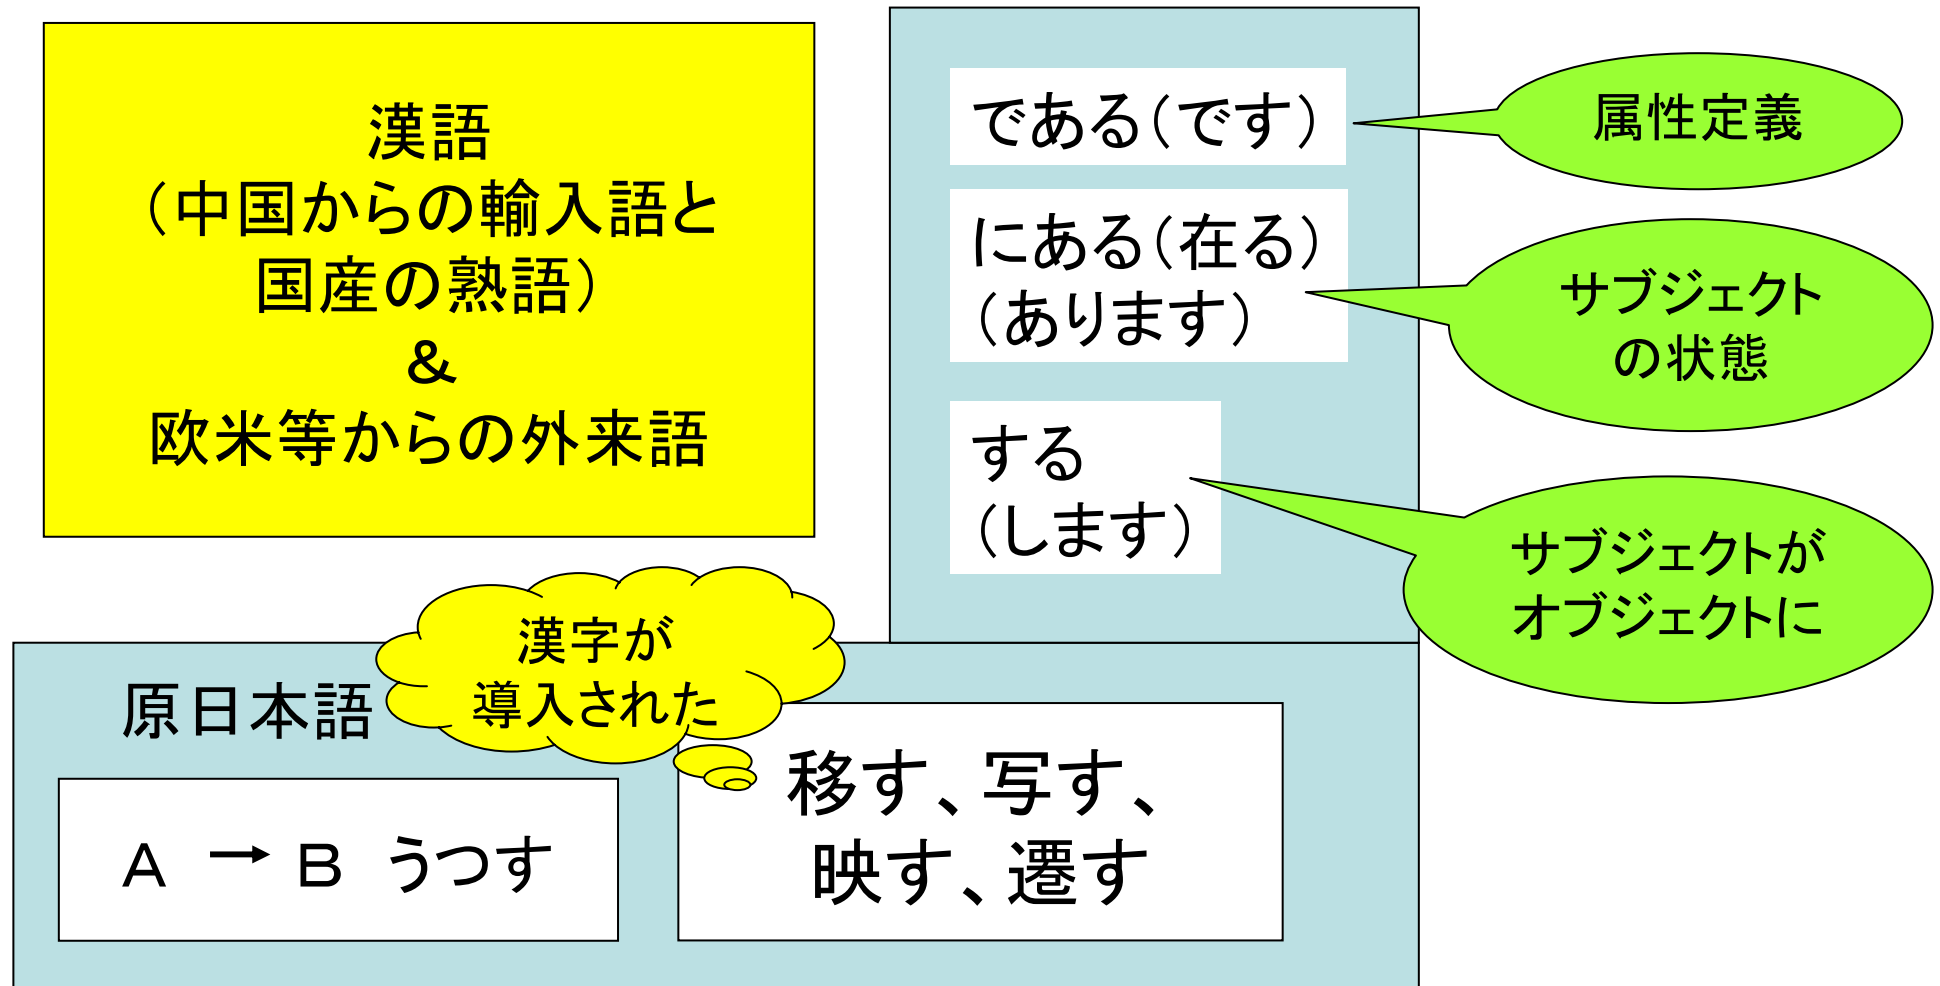 漢語
（中国からの輸入語と
国産の熟語）
＆
欧米等からの外来語
である（です）
属性定義
にある（在る）
（あります）
サブジェクト
の状態
する
（します）
サブジェクトが
オブジェクトに
漢字が
導入された
原日本語
Ａ → Ｂ うつす
移す、写す、
映す、遷す